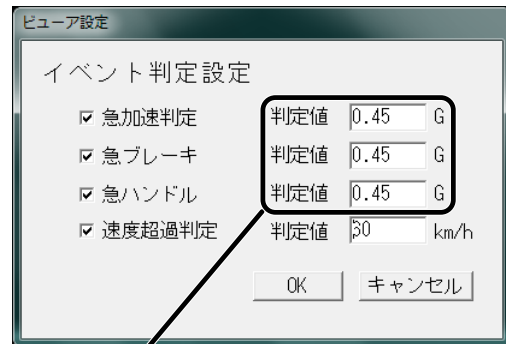 ビューア設定
イベント判定設定
急加速判定 判定値 0.45 G
急ブレーキ 判定値 0.45 G
急ハンドル 判定値 0.45 G
速度超過判定 判定値 80 km/h
OK キャンセル